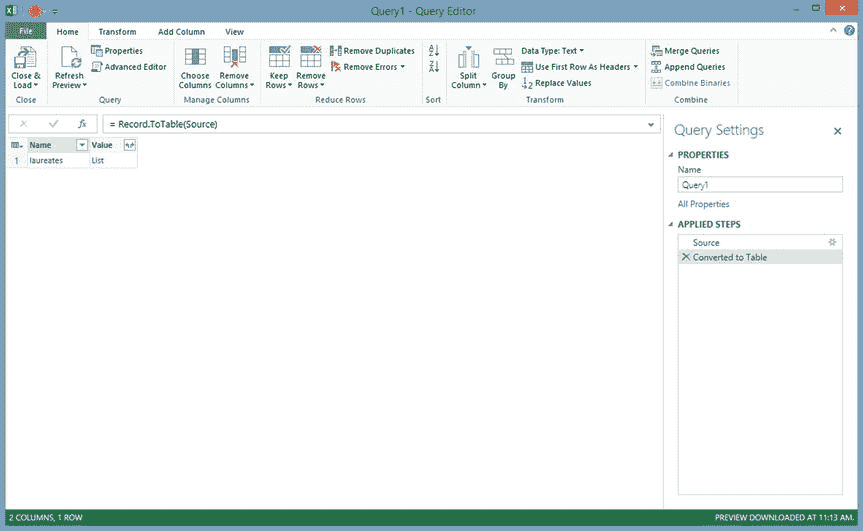 Query1 - Query Editor
File Home Transform Add Column View
Close & Load Refresh Preview Properties Advanced Editor Choose Columns Remove Columns Keep Rows Remove Rows Remove Duplicates Remove Errors Split Column Group By Data Type: Text Use First Row As Headers Replace Values Merge Queries Append Queries Combine Binaries
Close Query Manage Columns Reduce Rows Sort Transform Combine
fx = Record.ToTable(Source)
Name Value
1 laureates List
Query Settings
PROPERTIES
Name
Query1
All Properties
APPLIED STEPS
Source
Converted to Table
2 COLUMNS, 1 ROW PREVIEW DOWNLOADED AT 11:13 AM.